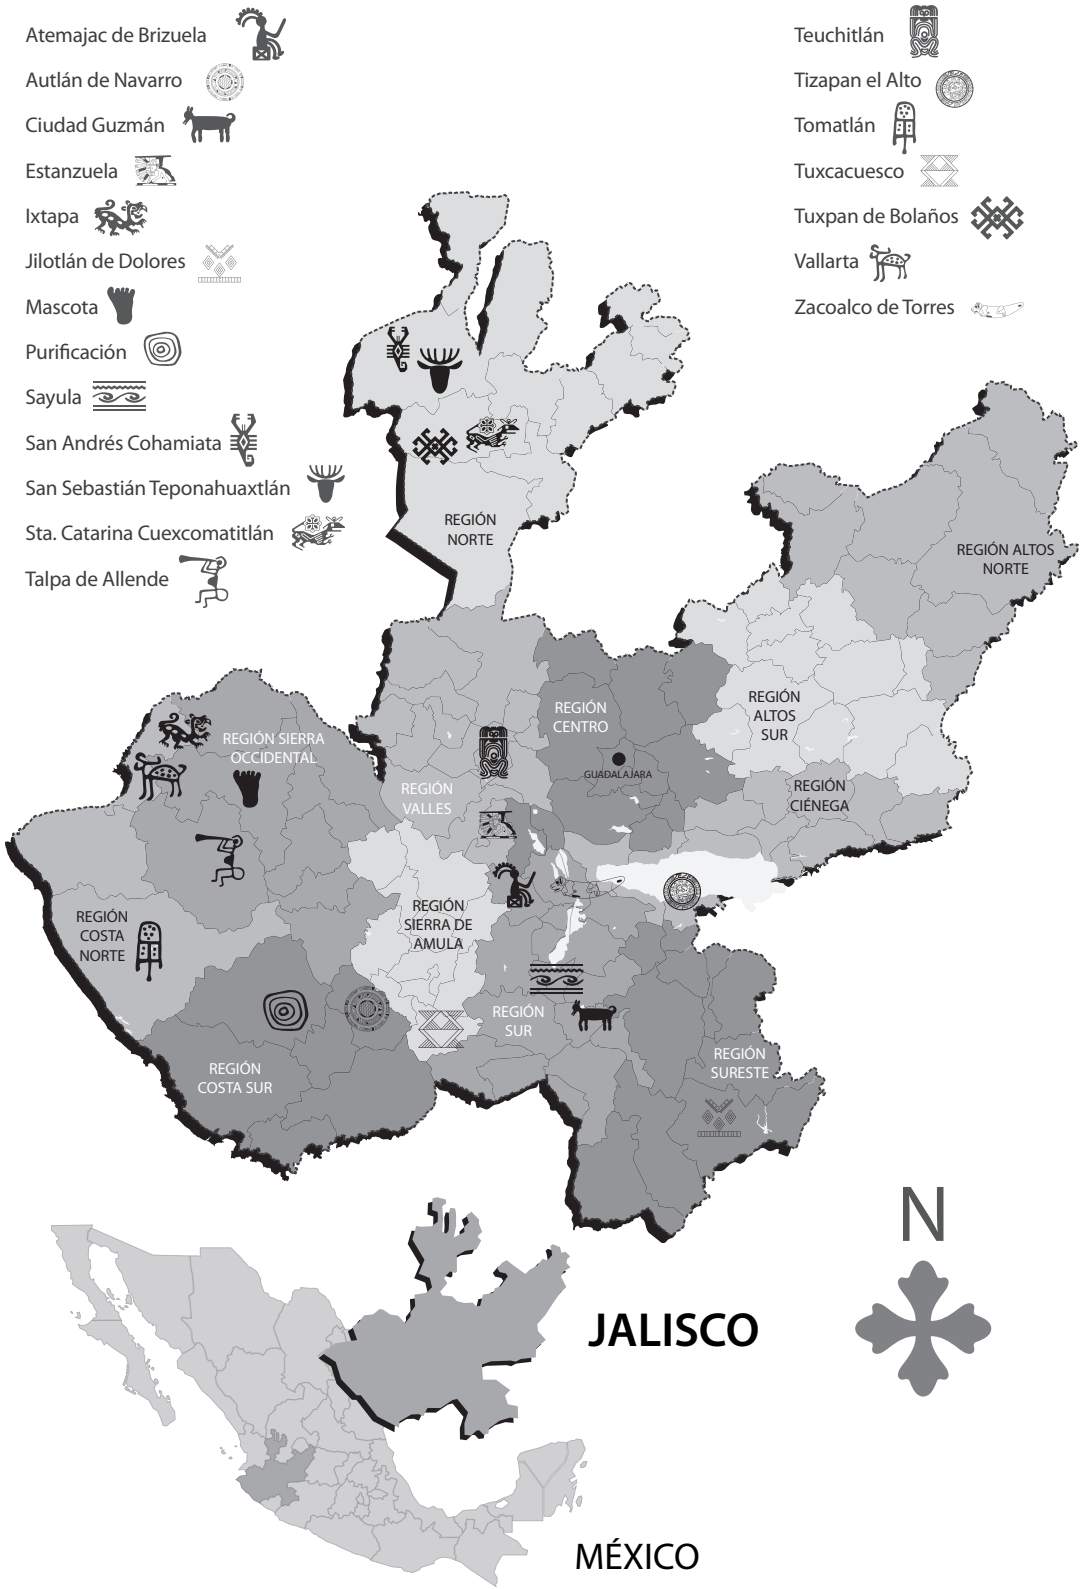 Atemajac de Brizuela
Autlán de Navarro
Ciudad Guzmán
Estanzuela
Ixtapa
Jilotlán de Dolores
Mascota
Purificación
Sayula
San Andrés Cohamiata
San Sebastián Teponahuaxtlán
Sta. Catarina Cuexcomatitlán
Talpa de Allende
Teuchitlán
Tizapan el Alto
Tomatlán
Tuxcacuesco
Tuxpan de Bolaños
Vallarta
Zacoalco de Torres
REGIÓN
NORTE
REGIÓN ALTOS
NORTE
REGIÓN
ALTOS
SUR
REGIÓN
CENTRO
GUADALAJARA
REGIÓN SIERRA
OCCIDENTAL
REGIÓN
VALLES
REGIÓN
CIÉNEGA
REGIÓN
COSTA
NORTE
REGIÓN
SIERRA DE
AMULA
REGIÓN
SUR
REGIÓN
SURESTE
REGIÓN
COSTA SUR
N
JALISCO
MÉXICO